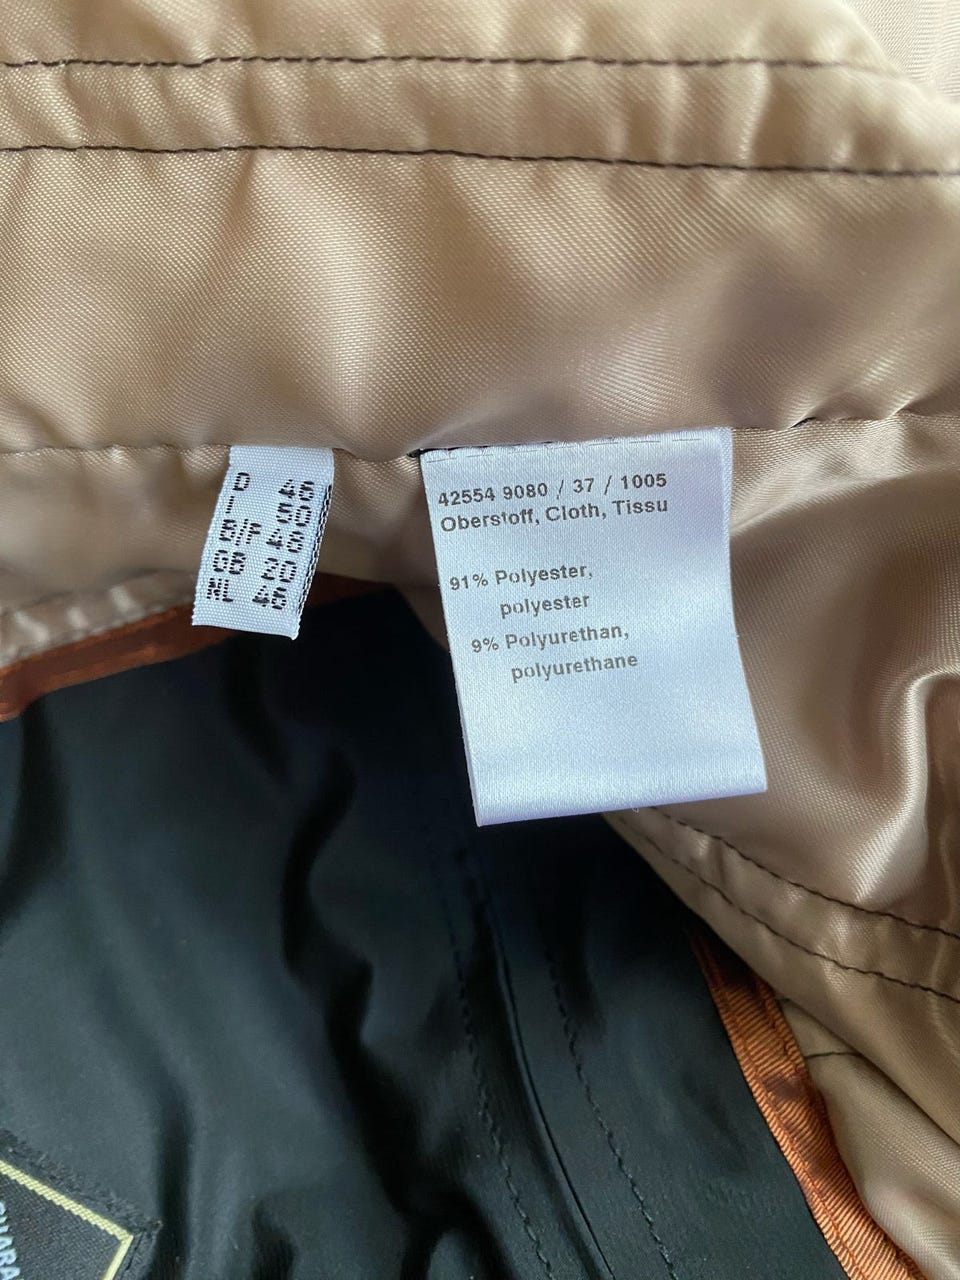 D 46
I 50
B/F 48
GB 20
NL 46
42554 9080 / 37 / 1005
Oberstoff, Cloth, Tissu
91% Polyester,
polyester
9% Polyurethan,
polyurethane